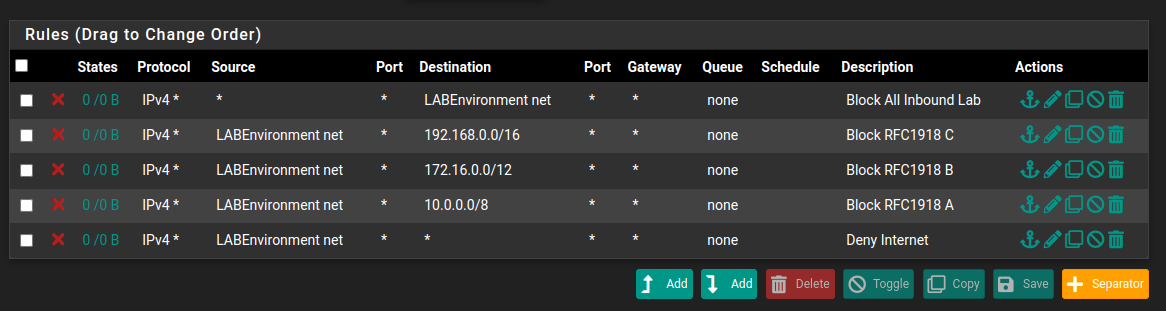 Rules (Drag to Change Order)
States Protocol Source Port Destination Port Gateway Queue Schedule Description Actions
0 /0 B IPv4 * * * LABEnvironment net * * none Block All Inbound Lab
0 /0 B IPv4 * LABEnvironment net * 192.168.0.0/16 * * none Block RFC1918 C
0 /0 B IPv4 * LABEnvironment net * 172.16.0.0/12 * * none Block RFC1918 B
0 /0 B IPv4 * LABEnvironment net * 10.0.0.0/8 * * none Block RFC1918 A
0 /0 B IPv4 * LABEnvironment net * * * * none Deny Internet
Add Add Delete Toggle Copy Save Separator